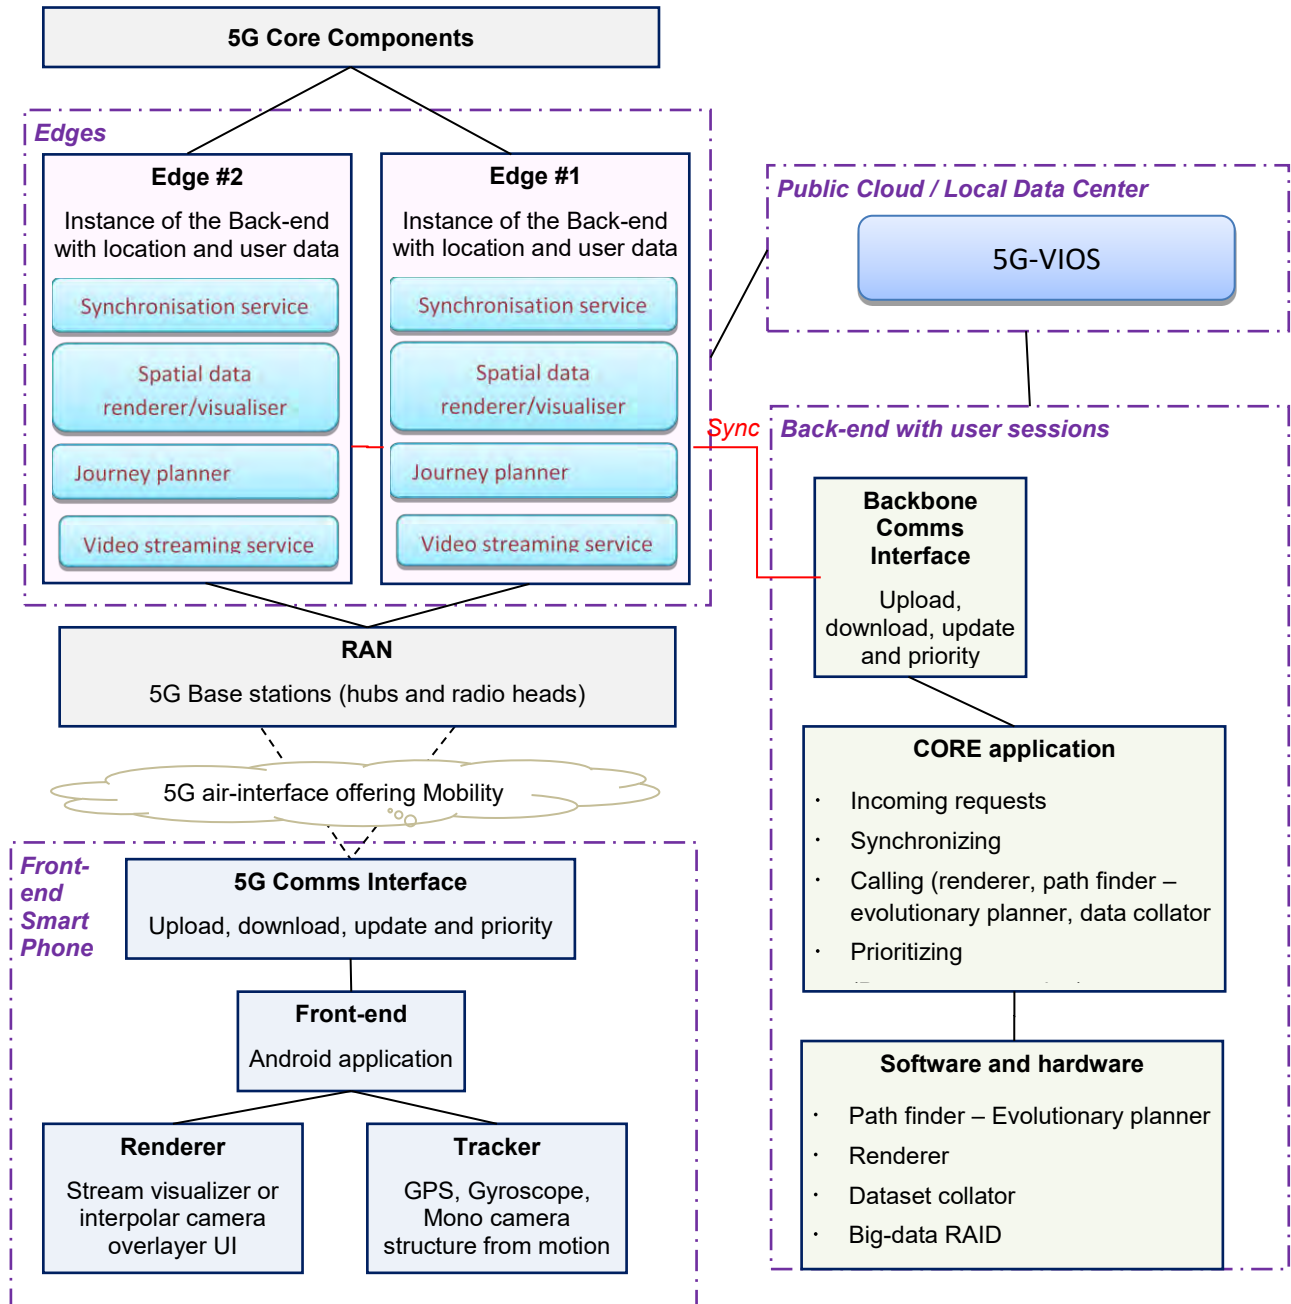 5G Core Components
Edges
Edge #2
Instance of the Back-end
with location and user data
Synchronisation service
Spatial data
renderer/visualiser
Journey planner
Video streaming service
Edge #1
Instance of the Back-end
with location and user data
Synchronisation service
Spatial data
renderer/visualiser
Journey planner
Video streaming service
Public Cloud / Local Data Center
5G-VIOS
Sync
Back-end with user sessions
Backbone
Comms
Interface
Upload,
download, update
and priority
RAN
5G Base stations (hubs and radio heads)
5G air-interface offering Mobility
CORE application
· Incoming requests
· Synchronizing
· Calling (renderer, path finder –
evolutionary planner, data collator
· Prioritizing
Software and hardware
· Path finder – Evolutionary planner
· Renderer
· Dataset collator
· Big-data RAID
Front-
end
Smart
Phone
5G Comms Interface
Upload, download, update and priority
Front-end
Android application
Renderer
Stream visualizer or
interpolar camera
overlayer UI
Tracker
GPS, Gyroscope,
Mono camera
structure from motion